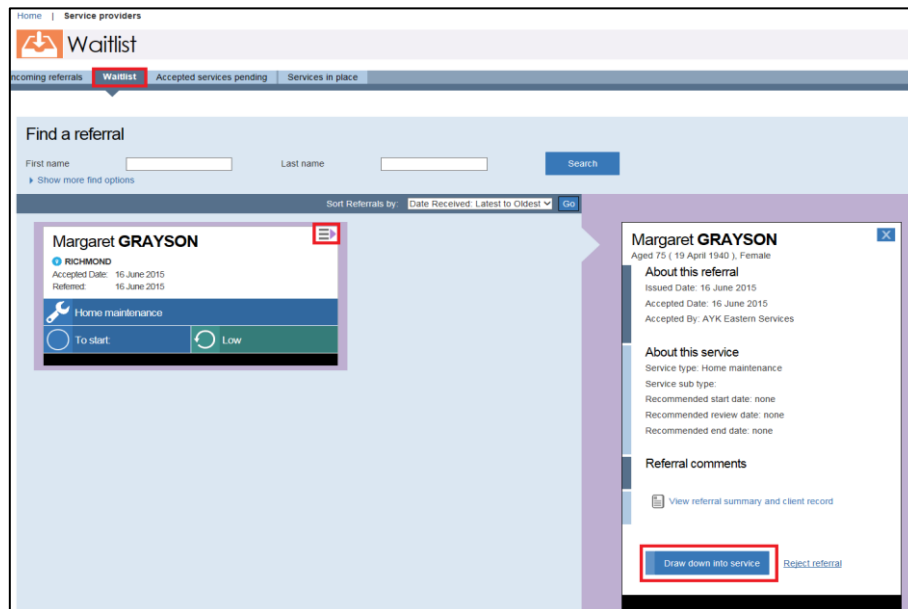 Home | Service providers
Waitlist
ncoming referrals Waitlist Accepted services pending Services in place
Find a referral
First name Last name Search
Show more find options
Sort Referrals by: Date Received: Latest to Oldest Go
Margaret GRAYSON
RICHMOND
Accepted Date: 16 June 2015
Referred: 16 June 2015
Home maintenance
To start: Low
Margaret GRAYSON X
Aged 75 ( 19 April 1940 ), Female
About this referral
Issued Date: 16 June 2015
Accepted Date: 16 June 2015
Accepted By: AYK Eastern Services
About this service
Service type: Home maintenance
Service sub type:
Recommended start date: none
Recommended review date: none
Recommended end date: none
Referral comments
View referral summary and client record
Draw down into service Reject referral